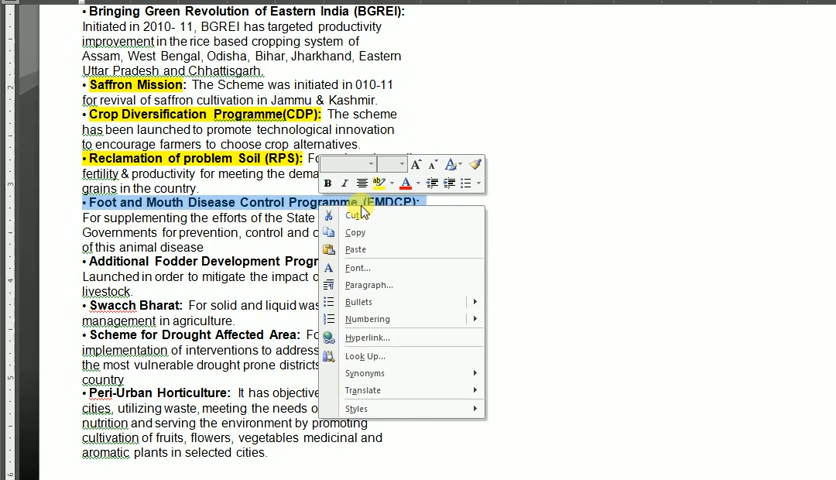 • Bringing Green Revolution of Eastern India (BGREI):
Initiated in 2010- 11, BGREI has targeted productivity
improvement in the rice based cropping system of
Assam, West Bengal, Odisha, Bihar, Jharkhand, Eastern
Uttar Pradesh and Chhattisgarh.
• Saffron Mission: The Scheme was initiated in 010-11
for revival of saffron cultivation in Jammu & Kashmir.
• Crop Diversification Programme(CDP): The scheme
has been launched to promote technological innovation
to encourage farmers to choose crop alternatives.
• Reclamation of problem Soil (RPS):
fertility & productivity for meeting the
grains in the country.
• Foot and Mouth Disease Control Programme (FMDCP):
For supplementing the efforts of the State
Governments for prevention, control and
of this animal disease
• Additional Fodder Development
Launched in order to mitigate the impact
livestock.
• Swacch Bharat: For solid and liquid
management in agriculture.
• Scheme for Drought Affected Area:
implementation of interventions to address
the most vulnerable drought prone districts
country
• Peri-Urban Horticulture: It has objective
cities, utilizing waste, meeting the needs
nutrition and serving the environment by promoting
cultivation of fruits, flowers, vegetables medicinal and
aromatic plants in selected cities.
Cut
Copy
Paste
Font...
Paragraph...
Bullets
Numbering
Hyperlink...
Look Up...
Synonyms
Translate
Styles